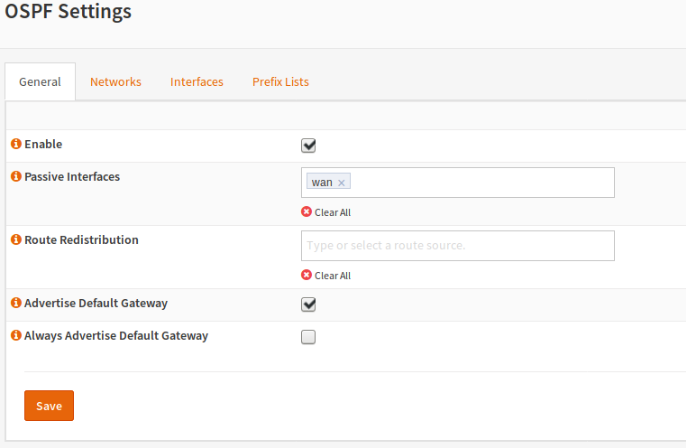 OSPF Settings
General Networks Interfaces Prefix Lists
Enable
Passive Interfaces wan ×
Clear All
Route Redistribution Type or select a route source.
Clear All
Advertise Default Gateway
Always Advertise Default Gateway
Save